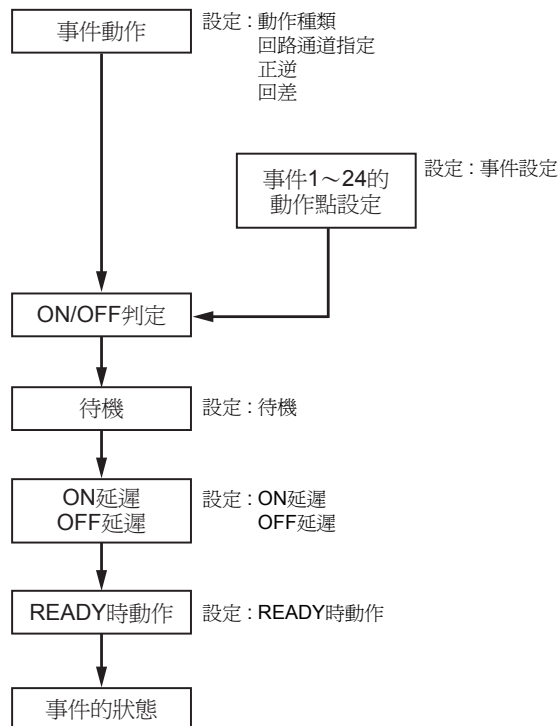 事件動作
設定：動作種類
回路通道指定
正逆
回差
事件1～24的
動作點設定
設定：事件設定
ON/OFF判定
待機
設定：待機
ON延遲
OFF延遲
設定：ON延遲
OFF延遲
READY時動作
設定：READY時動作
事件的狀態